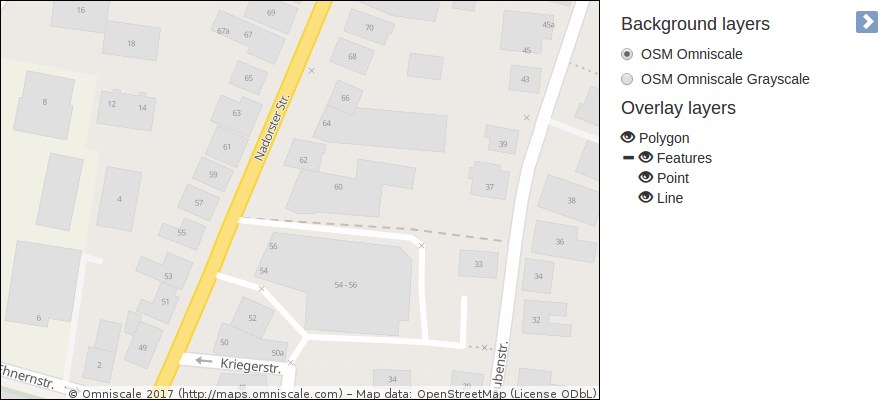 69
16
67a
67
18
70
45a
45
68
65
43
66
8
12
14
63
64
Nadorster Str.
61
39
62
59
60
37
4
57
38
55
56
36
33
54
53
34
54 - 56
51
6
52
32
50
49
50a
2
Kriegerstr.
34
Ehnernstr.
ubenstr.
© Omniscale 2017 (http://maps.omniscale.com) – Map data: OpenStreetMap (License ODbL)
Background layers
OSM Omniscale
OSM Omniscale Grayscale
Overlay layers
Polygon
Features
Point
Line